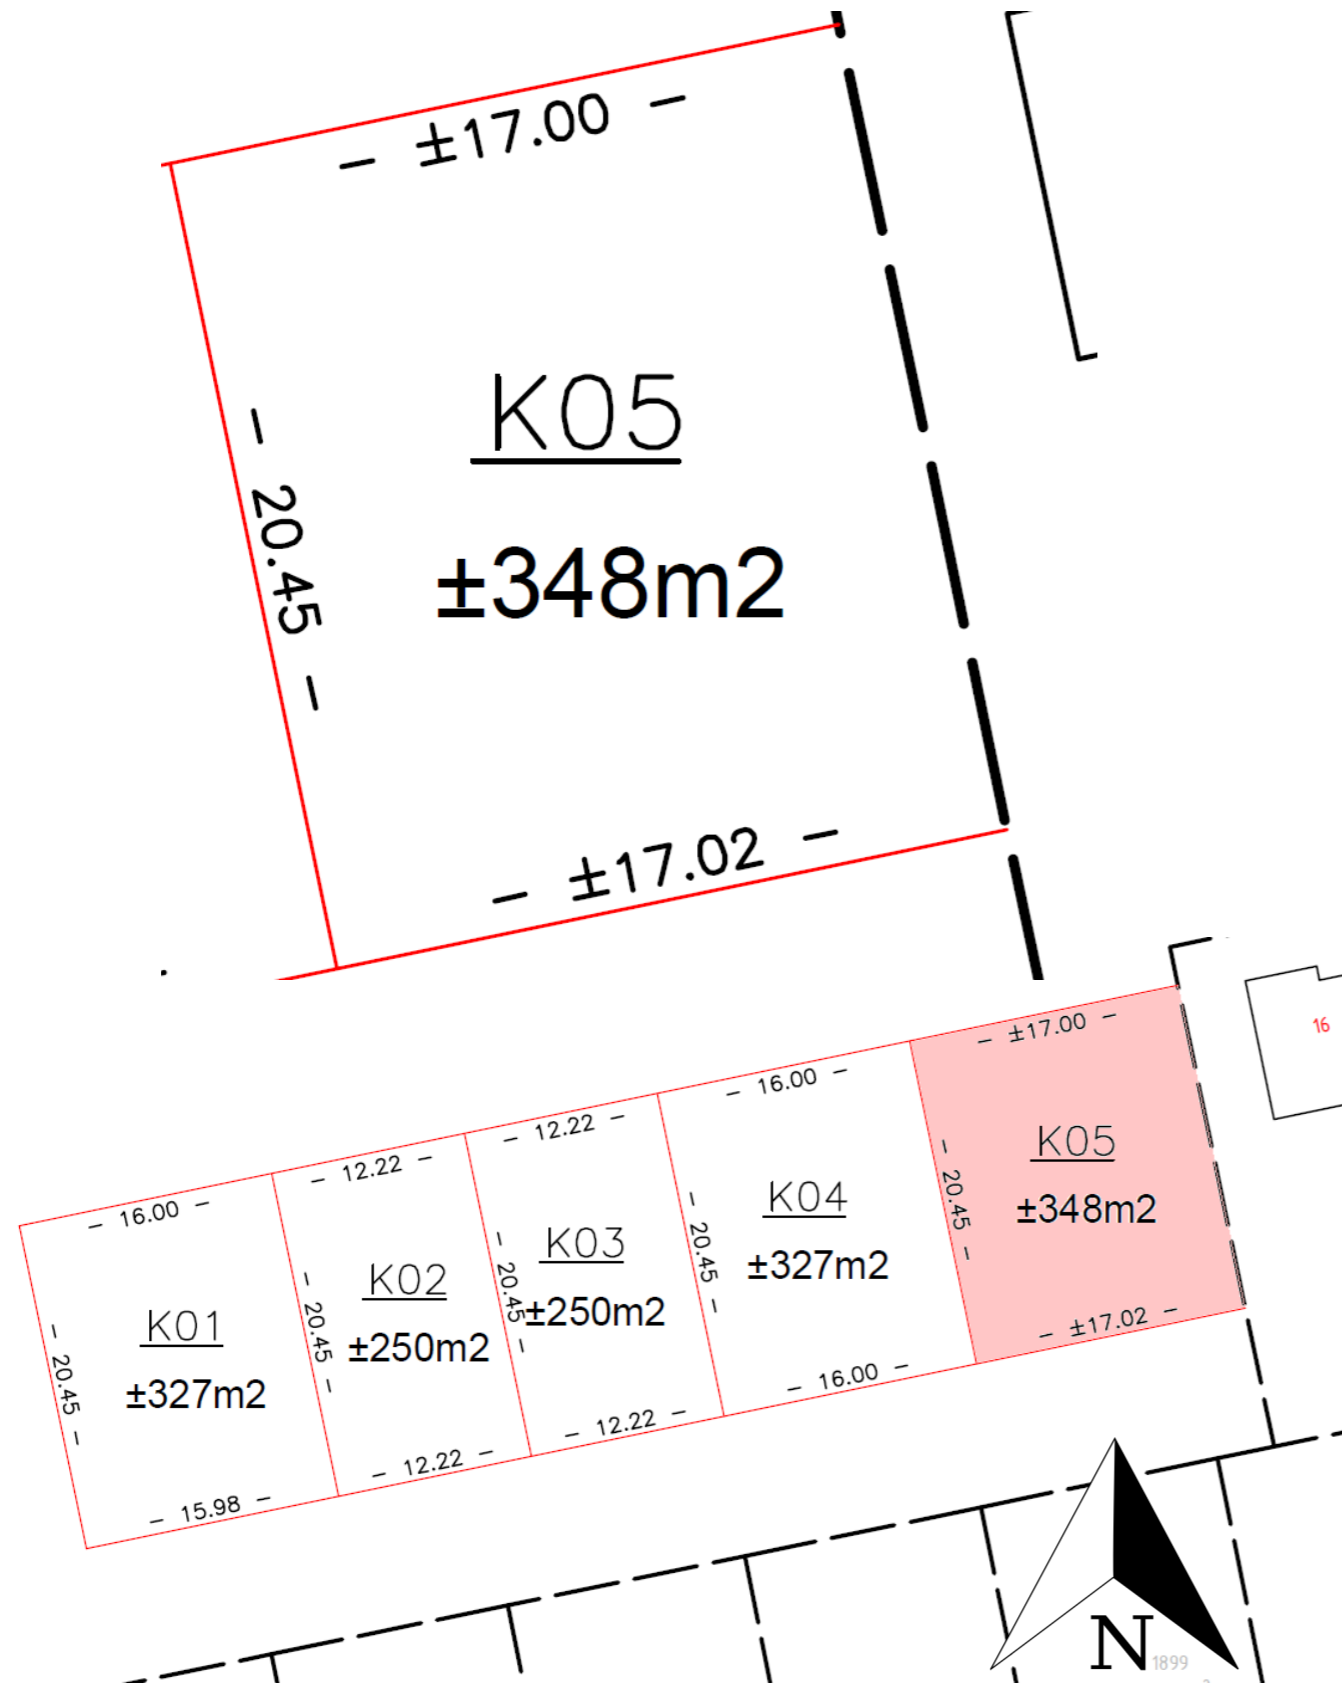 - ±17.00 -
K05
- 20.45 -
±348m2
- ±17.02 -
16
- ±17.00 -
K05
±348m2
- 20.45 -
- ±17.02 -
- 16.00 -
K04
±327m2
- 20.45 -
- 16.00 -
- 12.22 -
K03
±250m2
- 20.45 -
- 12.22 -
- 12.22 -
K02
±250m2
- 20.45 -
- 12.22 -
- 16.00 -
K01
±327m2
- 20.45 -
- 15.98 -
N
1899